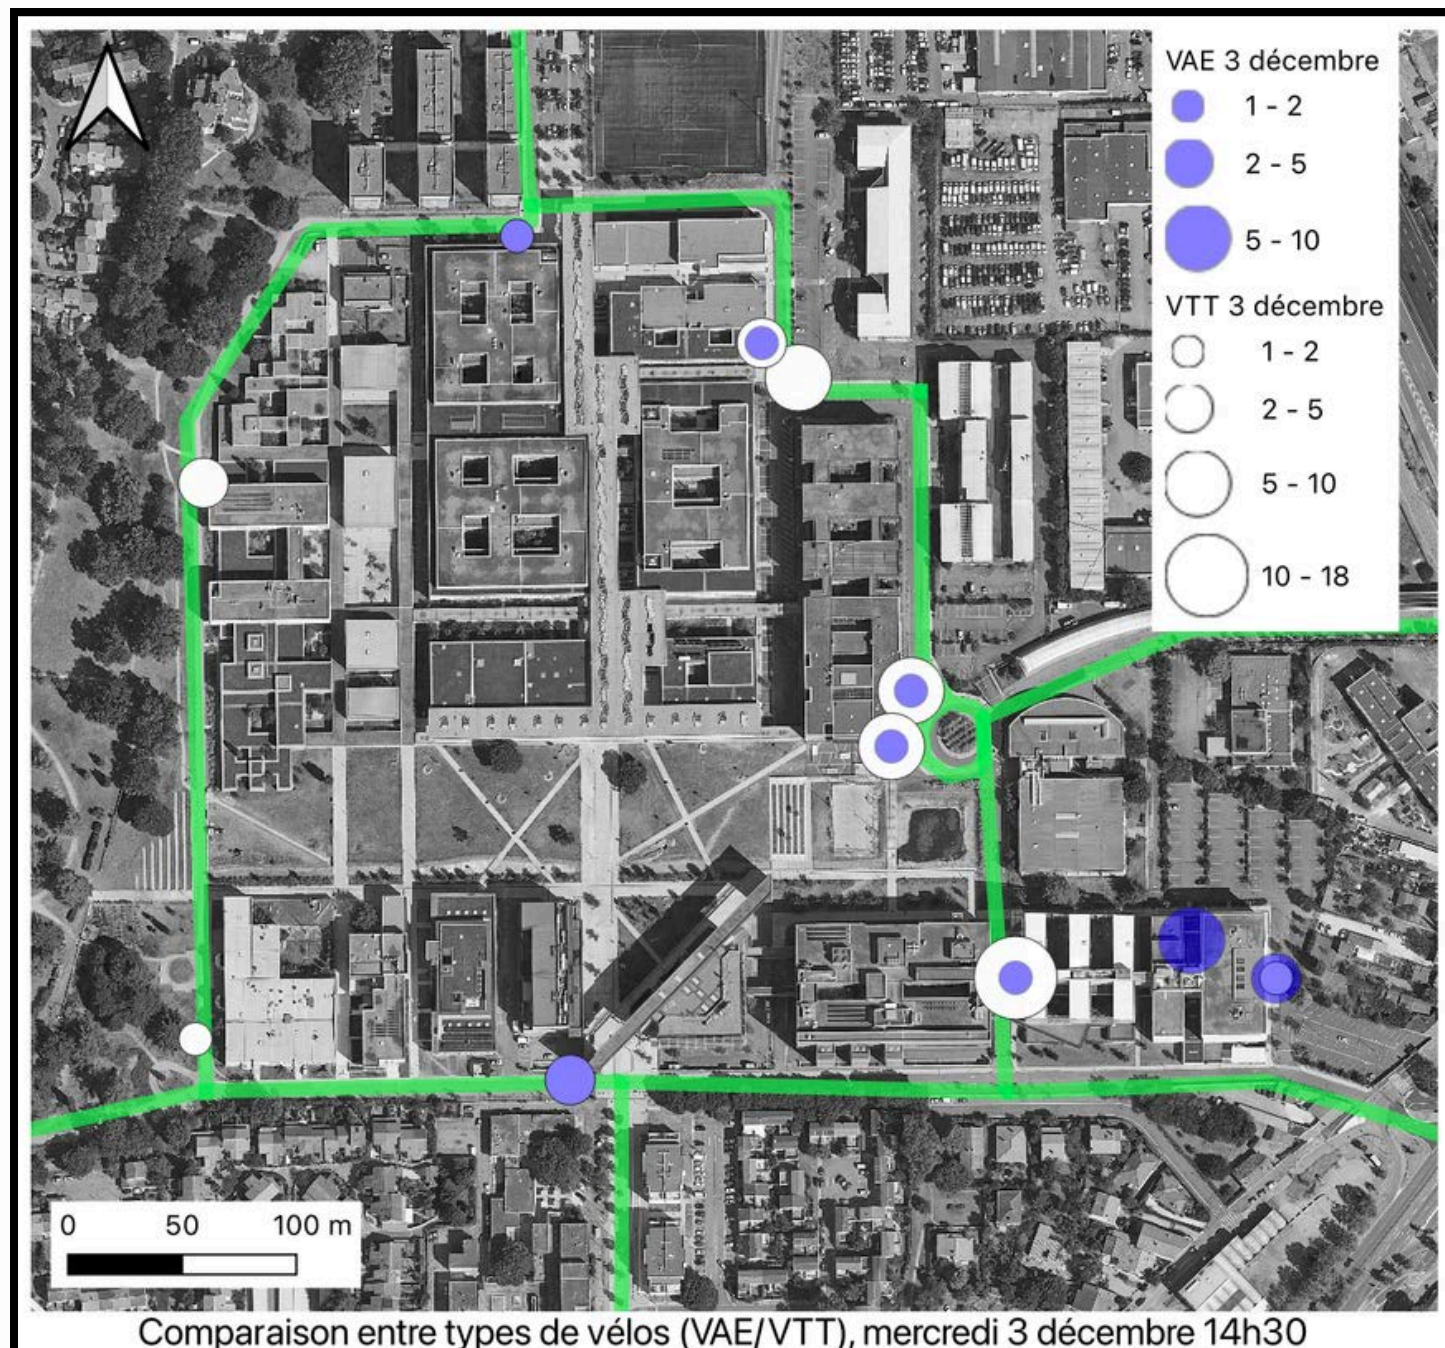 VAE 3 décembre
1 - 2
2 - 5
5 - 10
VTT 3 décembre
1 - 2
2 - 5
5 - 10
10 - 18
0 50 100 m
Comparaison entre types de vélos (VAE/VTT), mercredi 3 décembre 14h30